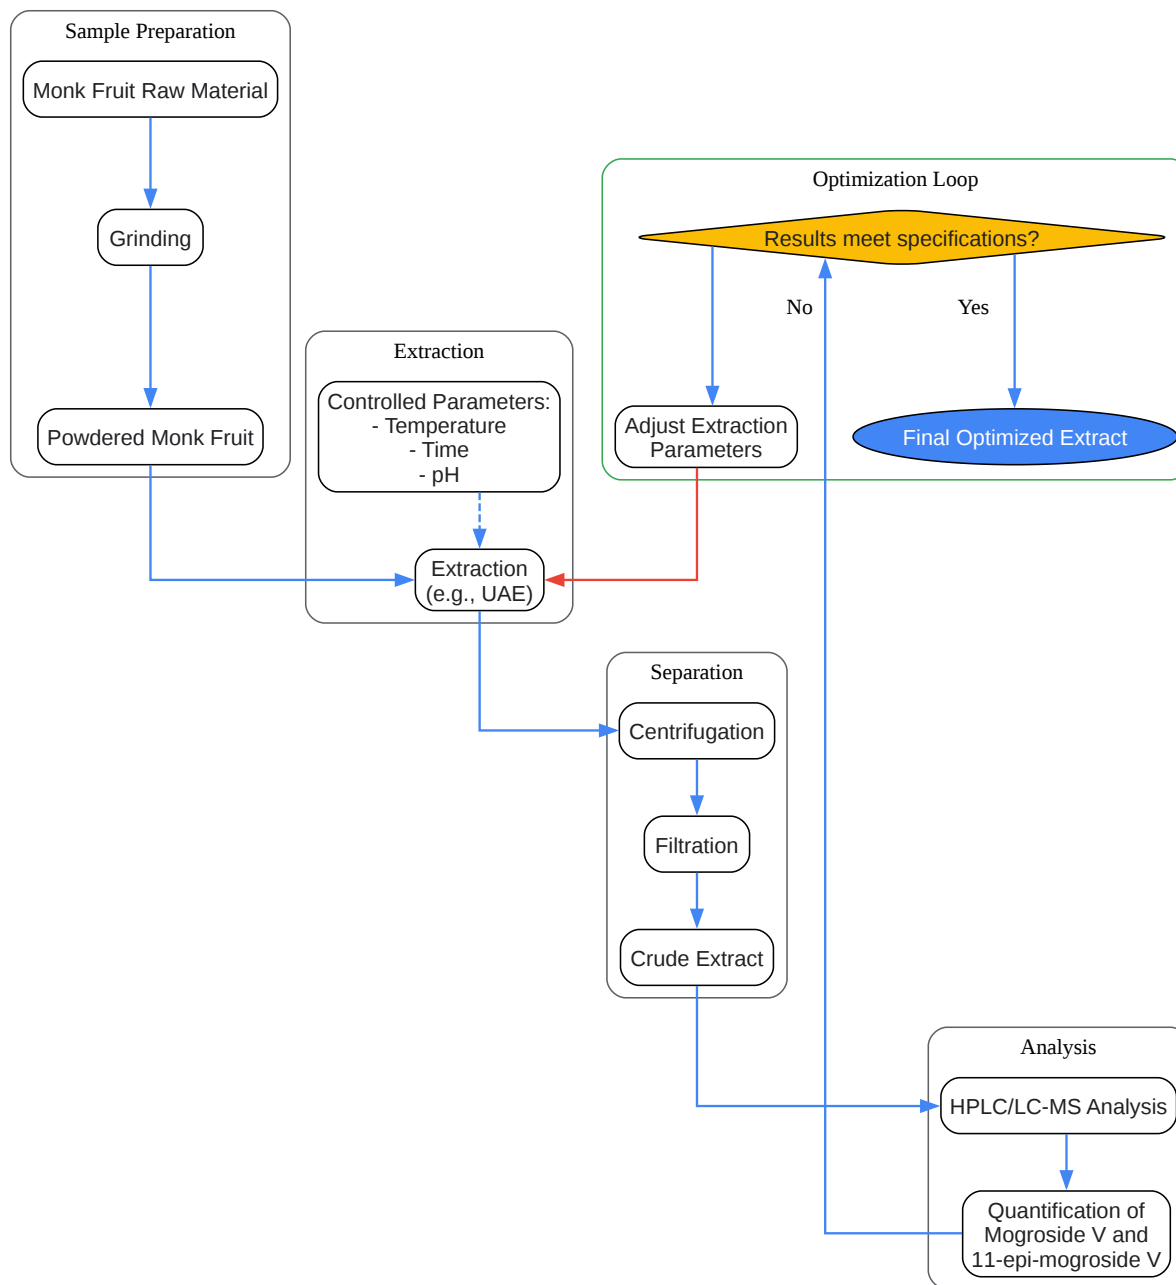 Sample Preparation
Monk Fruit Raw Material
Grinding
Powdered Monk Fruit
Extraction
Controlled Parameters:
- Temperature
- Time
- pH
Extraction
(e.g., UAE)
Optimization Loop
Results meet specifications?
No
Yes
Adjust Extraction
Parameters
Final Optimized Extract
Separation
Centrifugation
Filtration
Crude Extract
Analysis
HPLC/LC-MS Analysis
Quantification of
Mogroside V and
11-epi-mogroside V